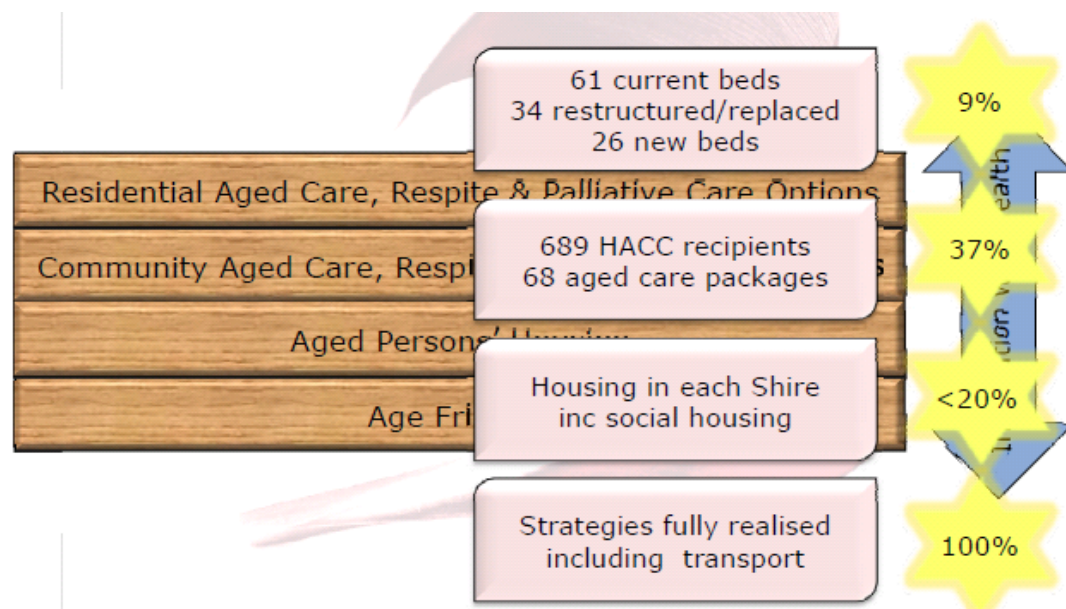 61 current beds
34 restructured/replaced
26 new beds
9%
Residential Aged Care, Respite & Palliative Care Options
689 HACC recipients
68 aged care packages
37%
Community Aged Care,
Aged Persons'
Housing in each Shire
inc social housing
<20%
Age
Strategies fully realised
including transport
100%